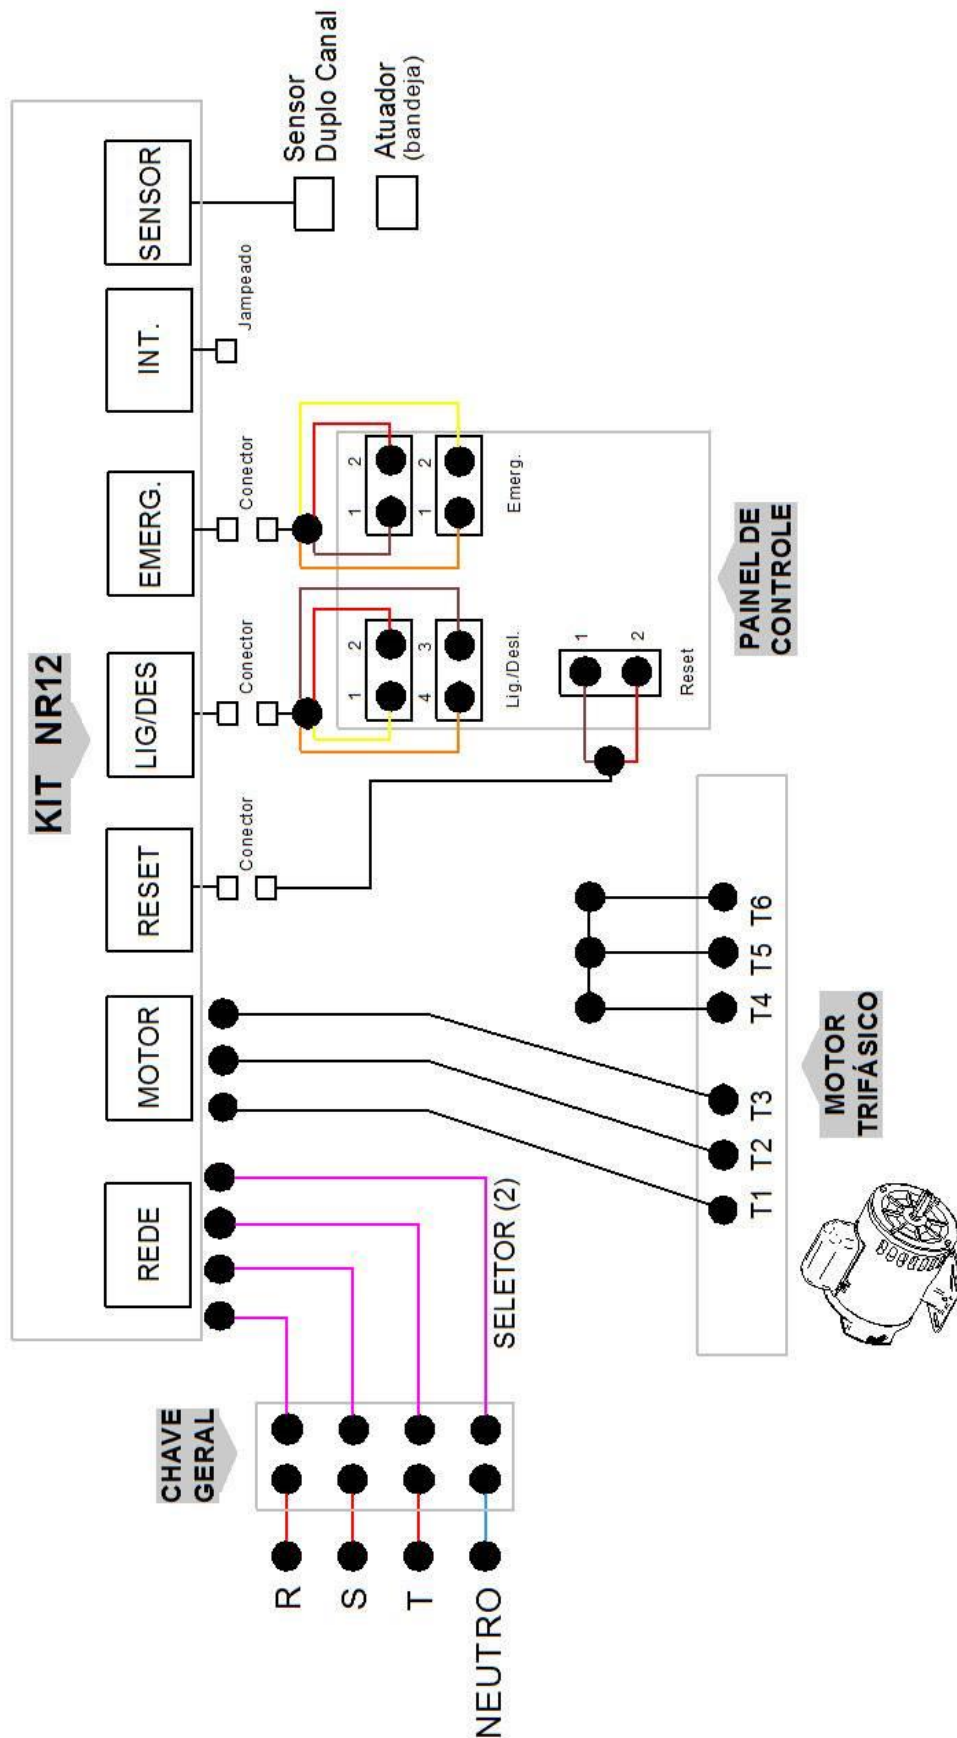 KIT NR12
REDE
MOTOR
RESET
LIG/DES
EMERG.
INT.
SENSOR
Conector
Conector
Conector
Jampeado
Sensor
Duplo Canal
Atuador
(bandeja)
CHAVE
GERAL
R
S
T
NEUTRO
SELETOR (2)
1 2
4 3
Lig./Desl.
1 2
1 2
Emerg.
1
2
Reset
PAINEL DE
CONTROLE
T1 T2 T3 T4 T5 T6
MOTOR
TRIFÁSICO